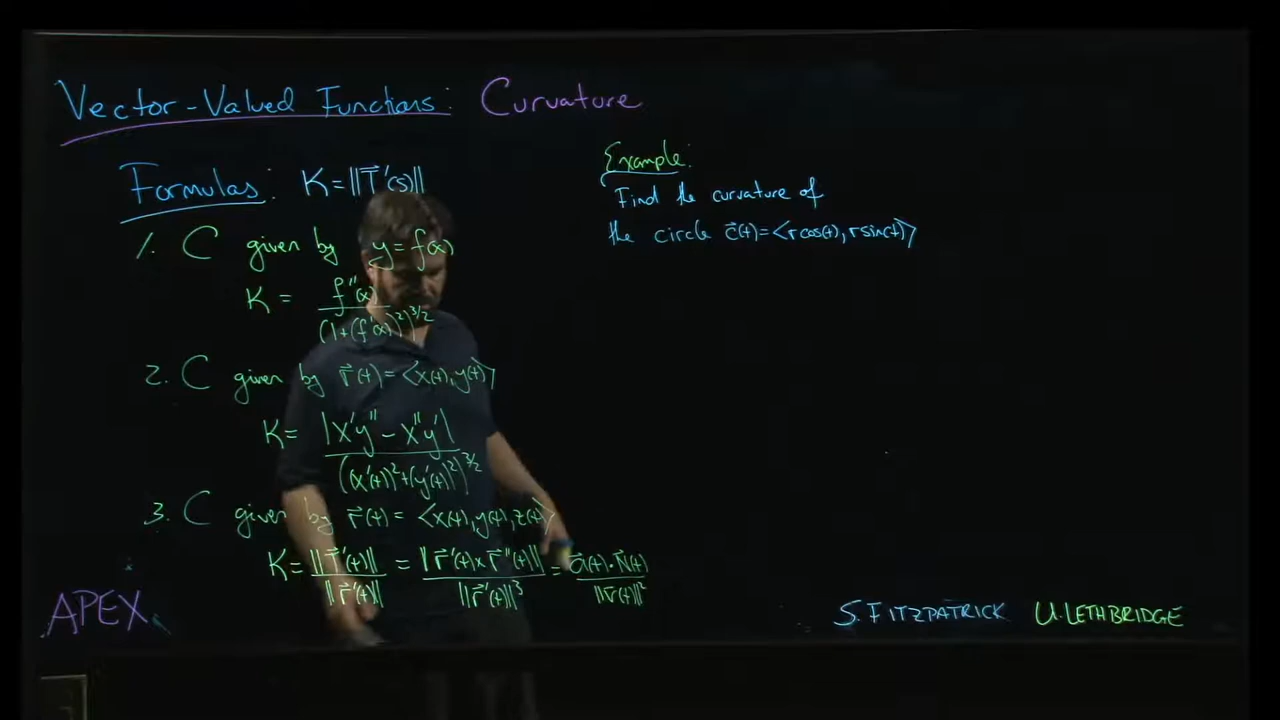 Vector-Valued Functions: Curvature
Formulas: K = ||T⃗'(s)||
1. C given by y = f(x)
K = f''(x) / (1+(f'(x))²)^3/2
2. C given by r⃗(t) = ⟨x(t), y(t)⟩
K = |x'y'' - x''y'| / ((x'(t))²+(y'(t))²)^3/2
3. C given by r⃗(t) = ⟨x(t), y(t), z(t)⟩
K = ||T⃗'(t)|| / ||r⃗'(t)|| = ||r⃗'(t) x r⃗''(t)|| / ||r⃗'(t)||³ = a⃗(t)·N⃗(t) / ||v⃗(t)||²
Example:
Find the curvature of
the circle c⃗(t) = ⟨r cos(t), r sin(t)⟩
APEX
S. FITZPATRICK U. LETHBRIDGE